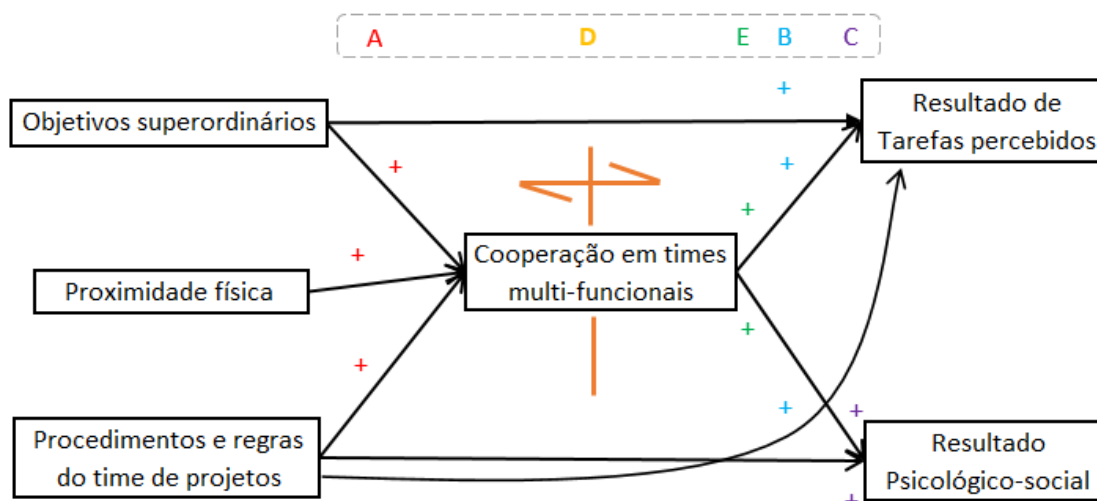 A D E B C
Objetivos superordinários
Resultado de
Tarefas percebidos
+
+
+
+
+
Cooperação em times
multi-funcionais
Proximidade física
+
+
+
+
Procedimentos e regras
do time de projetos
Resultado
Psicológico-social
+